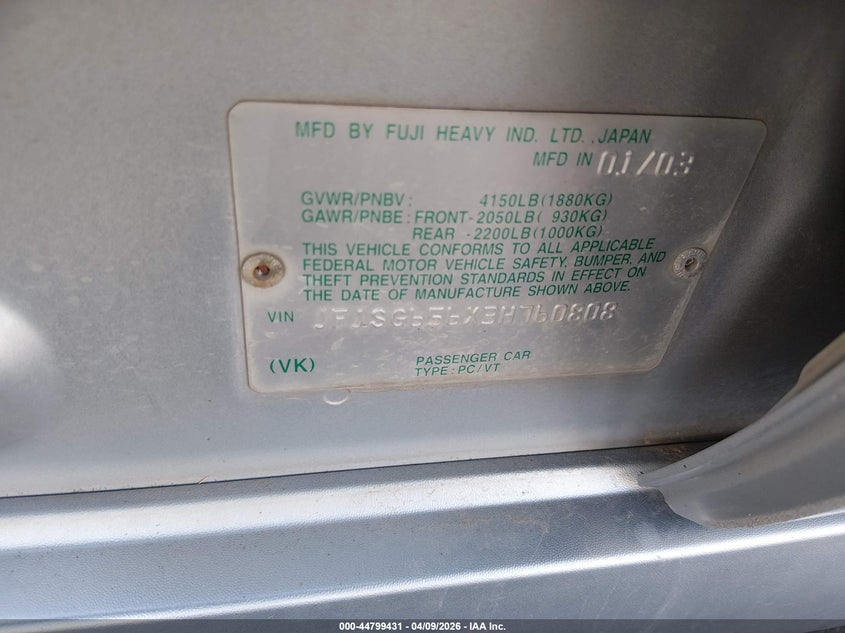 MFD BY FUJI HEAVY IND. LTD., JAPAN
MFD IN 01/03
GVWR/PNBV: 4150LB(1880KG)
GAWR/PNBE: FRONT-2050LB( 930KG)
REAR -2200LB(1000KG)
THIS VEHICLE CONFORMS TO ALL APPLICABLE
FEDERAL MOTOR VEHICLE SAFETY, BUMPER, AND
THEFT PREVENTION STANDARDS IN EFFECT ON
THE DATE OF MANUFACTURE SHOWN ABOVE.
VIN
(VK) PASSENGER CAR
TYPE: PC/VT
000-44799431 | 04/09/2026 | IAA Inc.